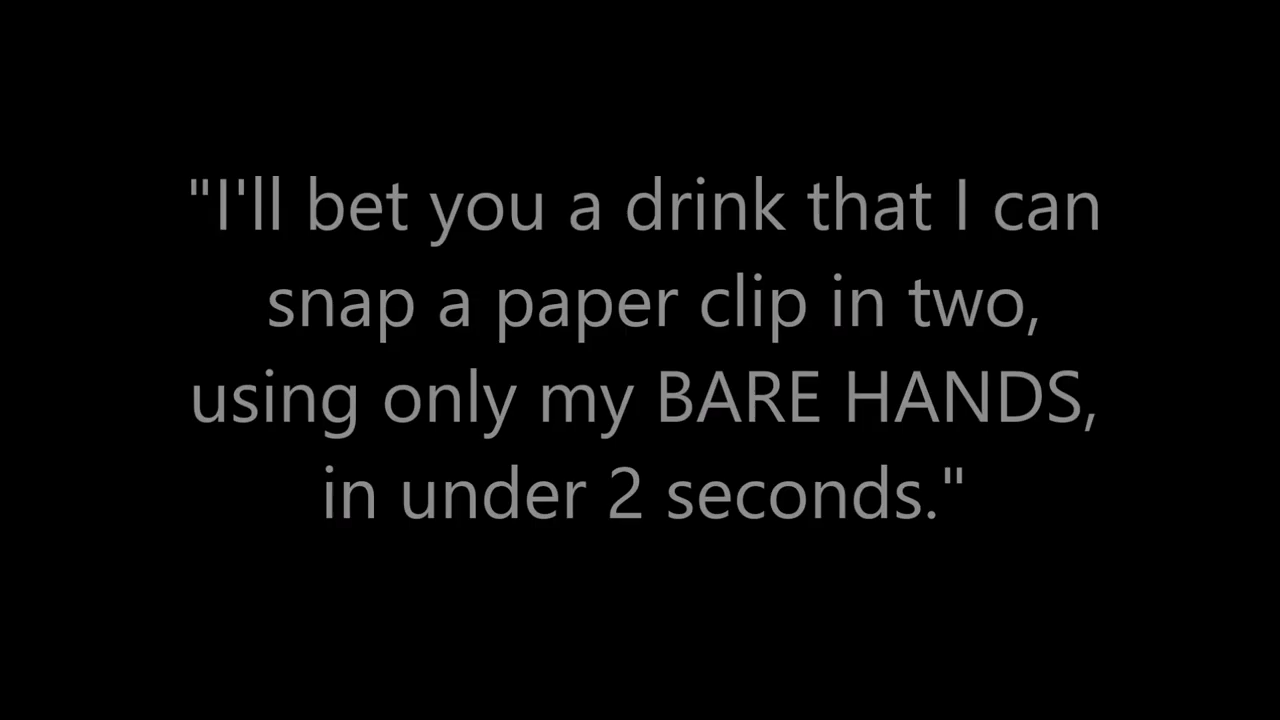 "I'll bet you a drink that I can
snap a paper clip in two,
using only my BARE HANDS,
in under 2 seconds."